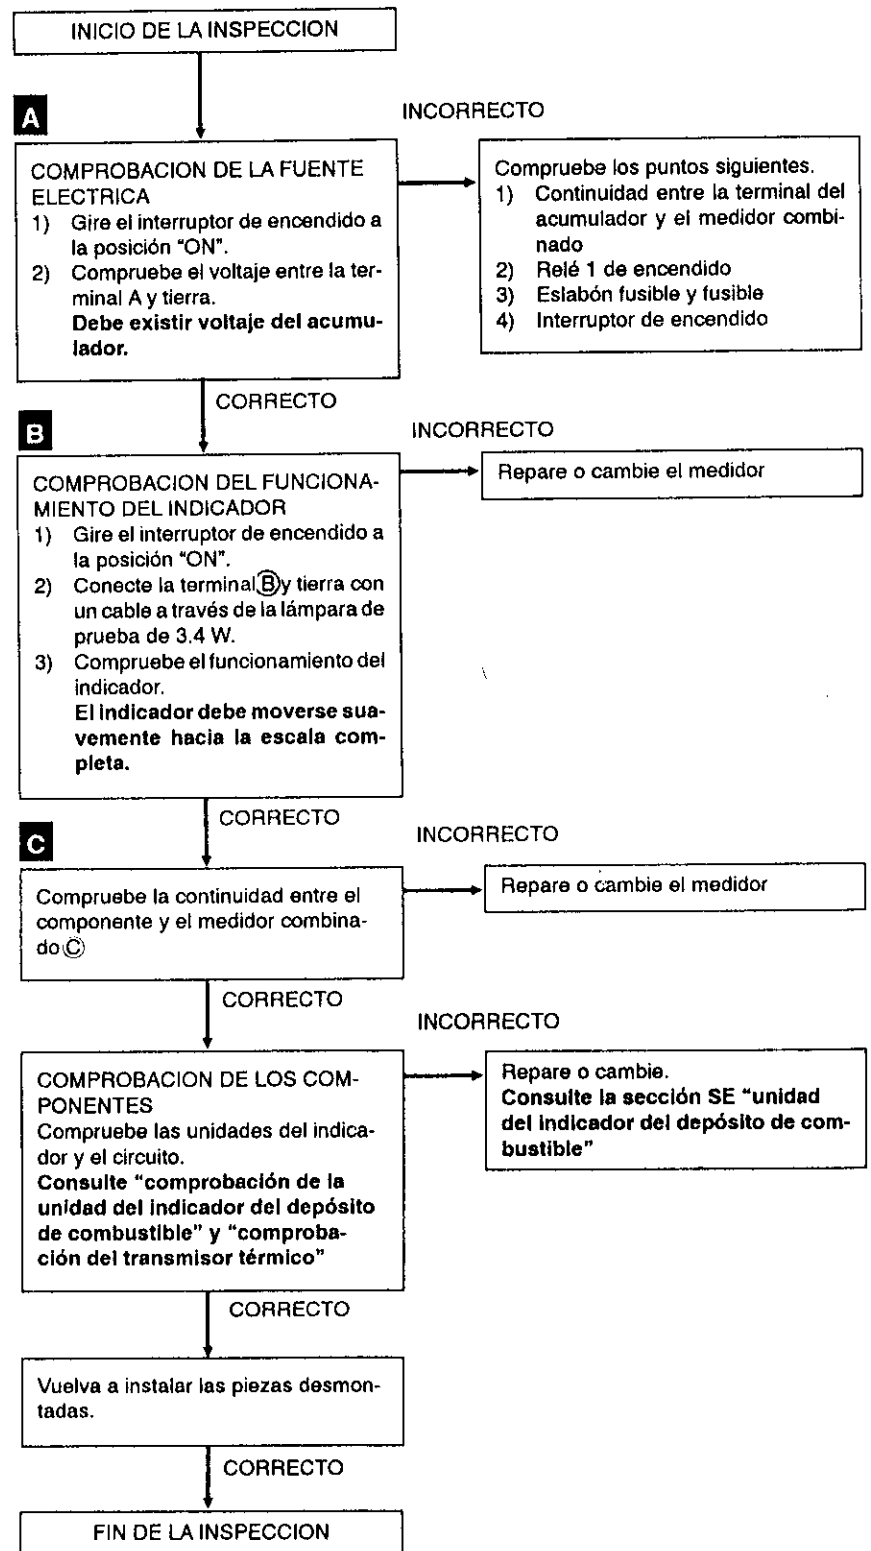 INICIO DE LA INSPECCION
A
INCORRECTO
COMPROBACION DE LA FUENTE
ELECTRICA
1) Gire el interruptor de encendido a
la posición "ON".
2) Compruebe el voltaje entre la ter-
minal A y tierra.
Debe existir voltaje del acumu-
lador.
Compruebe los puntos siguientes.
1) Continuidad entre la terminal del
acumulador y el medidor combi-
nado
2) Relé 1 de encendido
3) Eslabón fusible y fusible
4) Interruptor de encendido
CORRECTO
B
INCORRECTO
COMPROBACION DEL FUNCIONA-
MIENTO DEL INDICADOR
1) Gire el interruptor de encendido a
la posición "ON".
2) Conecte la terminal Ⓑ y tierra con
un cable a través de la lámpara de
prueba de 3.4 W.
3) Compruebe el funcionamiento del
indicador.
El indicador debe moverse sua-
vemente hacia la escala com-
pleta.
Repare o cambie el medidor
CORRECTO
C
INCORRECTO
Compruebe la continuidad entre el
componente y el medidor combina-
do Ⓒ
Repare o cambie el medidor
CORRECTO
INCORRECTO
COMPROBACION DE LOS COM-
PONENTES
Compruebe las unidades del indica-
dor y el circuito.
Consulte "comprobación de la
unidad del indicador del depósito
de combustible" y "comproba-
ción del transmisor térmico"
Repare o cambie.
Consulte la sección SE "unidad
del indicador del depósito de com-
bustible"
CORRECTO
Vuelva a instalar las piezas desmon-
tadas.
CORRECTO
FIN DE LA INSPECCION